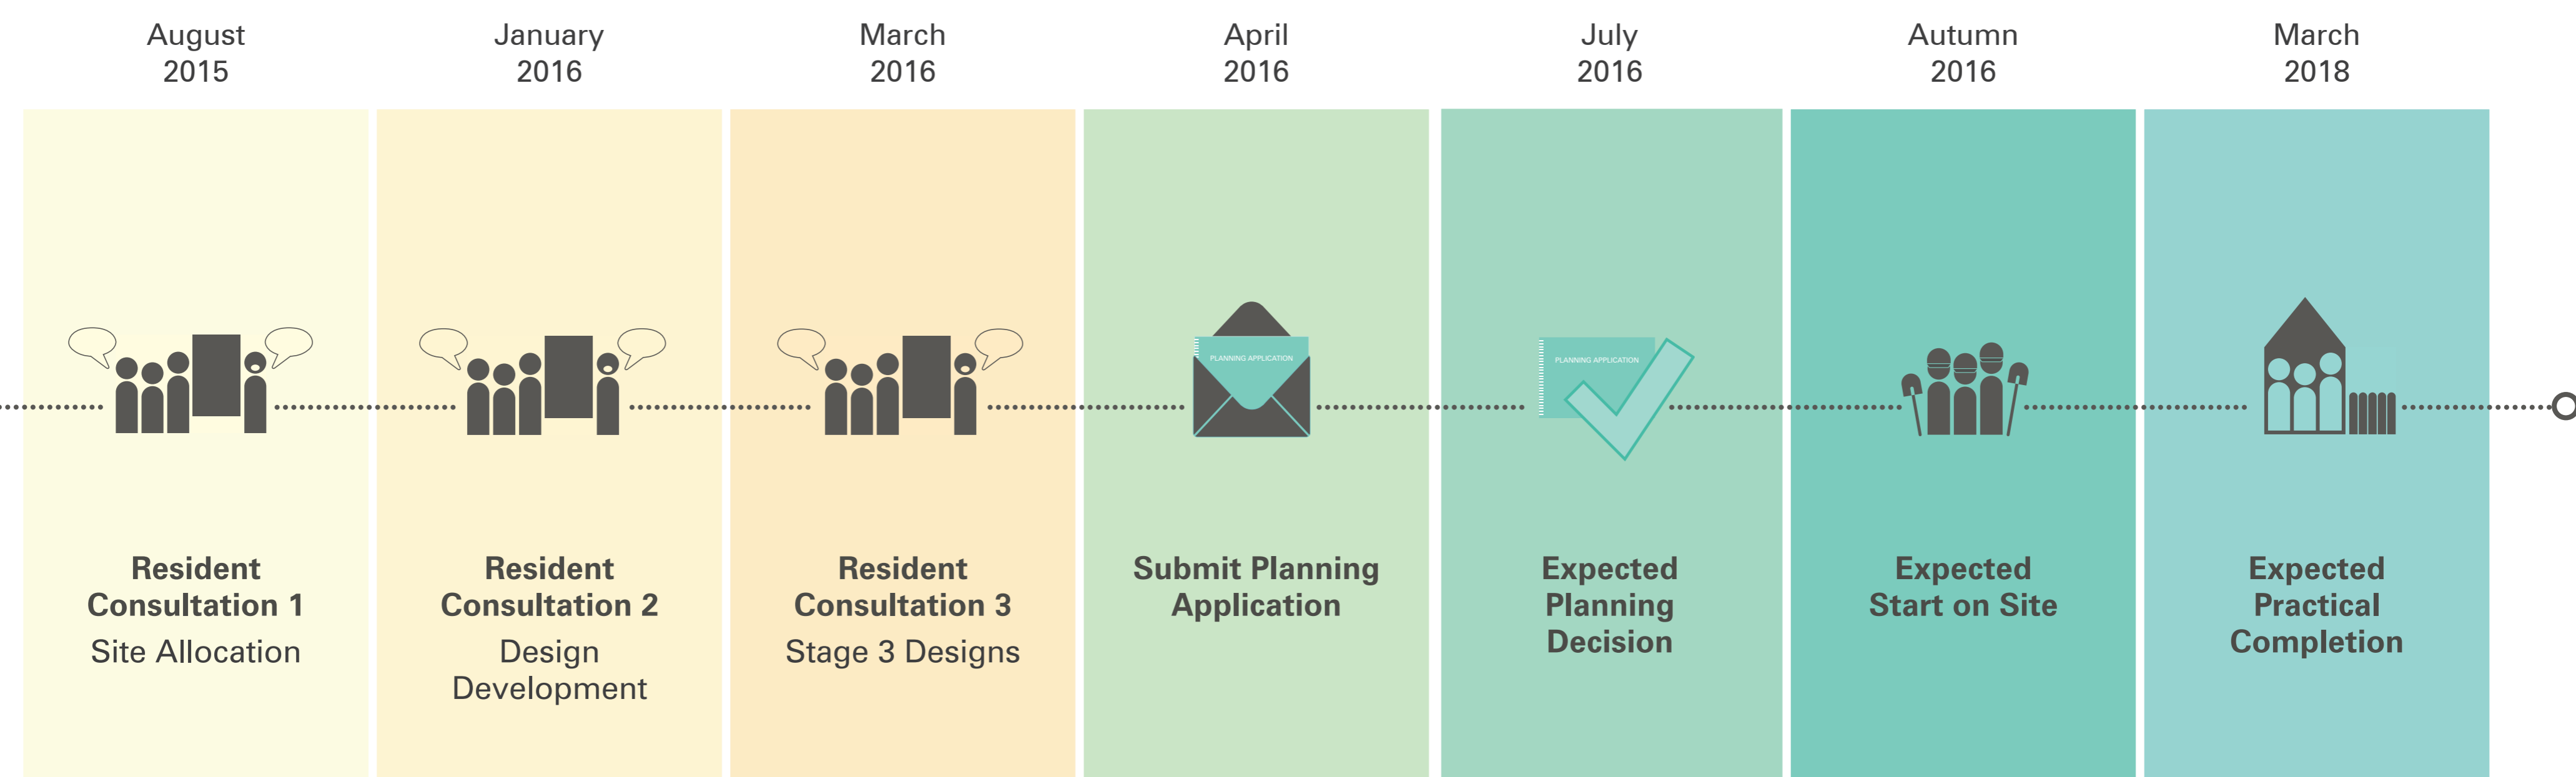 August
2015
January
2016
March
2016
April
2016
July
2016
Autumn
2016
March
2018
PLANNING APPLICATION
PLANNING APPLICATION
Resident
Consultation 1
Site Allocation
Resident
Consultation 2
Design
Development
Resident
Consultation 3
Stage 3 Designs
Submit Planning
Application
Expected
Planning
Decision
Expected
Start on Site
Expected
Practical
Completion